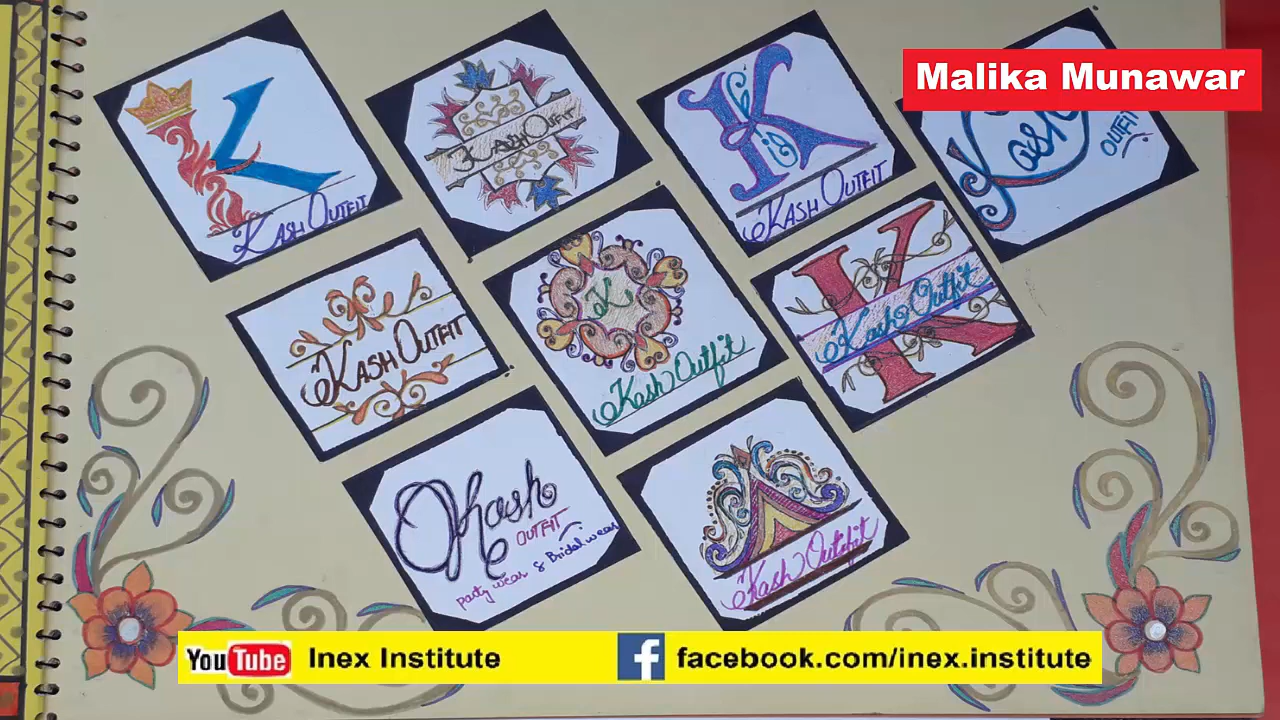 Malika Munawar
KASH OUTFIT
KASH OUTFIT
K
KASH OUTFIT
Kash
OUTFIT
KASH OUTFIT
K
Kash Outfit
K
Kash Outfit
Kash
OUTFIT
Party wear & Bridal wear
Kash Outfit
YouTube Inex Institute
facebook.com/inex.institute